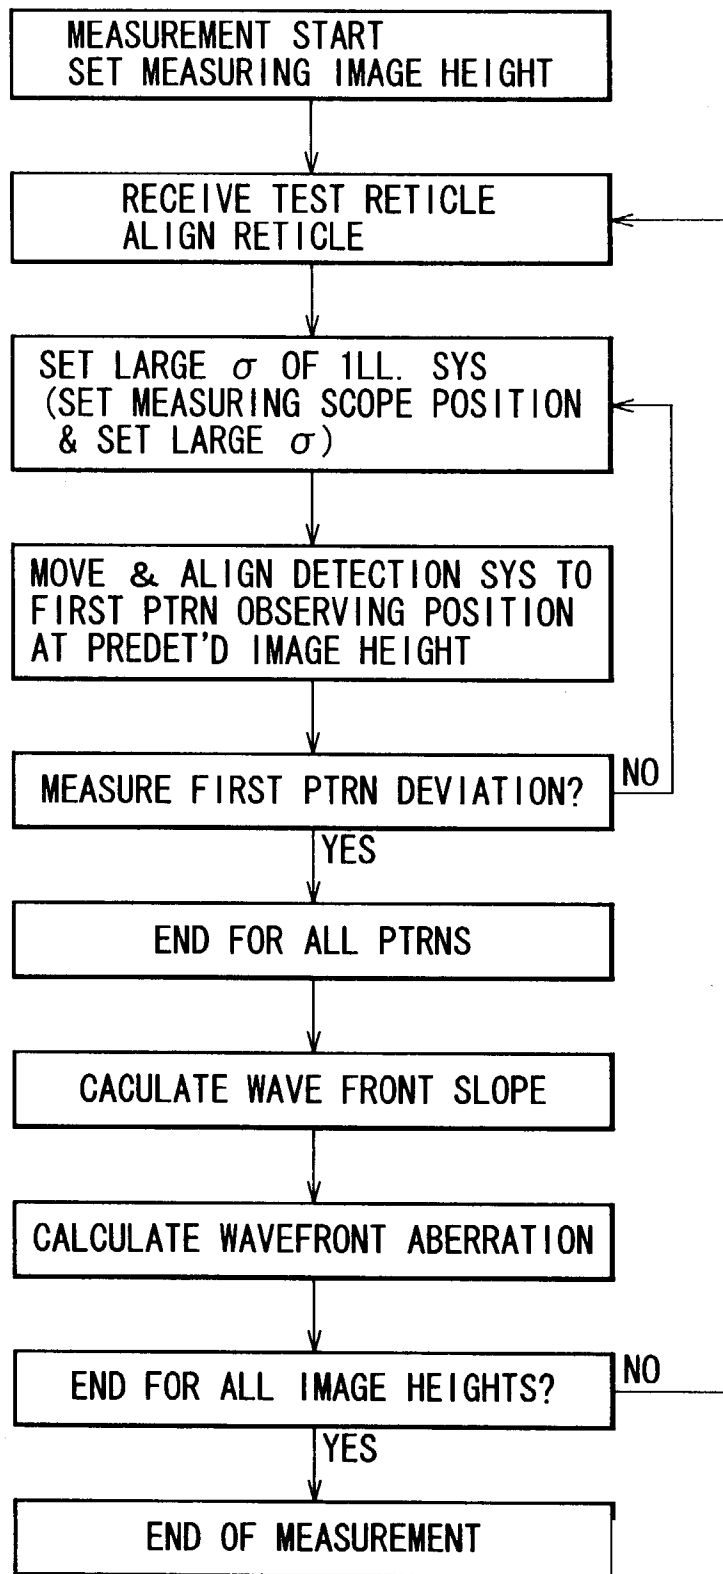 MEASUREMENT START
SET MEASURING IMAGE HEIGHT
RECEIVE TEST RETICLE
ALIGN RETICLE
SET LARGE σ OF 1LL. SYS
(SET MEASURING SCOPE POSITION
& SET LARGE σ)
MOVE & ALIGN DETECTION SYS TO
FIRST PTRN OBSERVING POSITION
AT PREDET'D IMAGE HEIGHT
MEASURE FIRST PTRN DEVIATION?
NO
YES
END FOR ALL PTRNS
CACULATE WAVE FRONT SLOPE
CALCULATE WAVEFRONT ABERRATION
END FOR ALL IMAGE HEIGHTS?
NO
YES
END OF MEASUREMENT